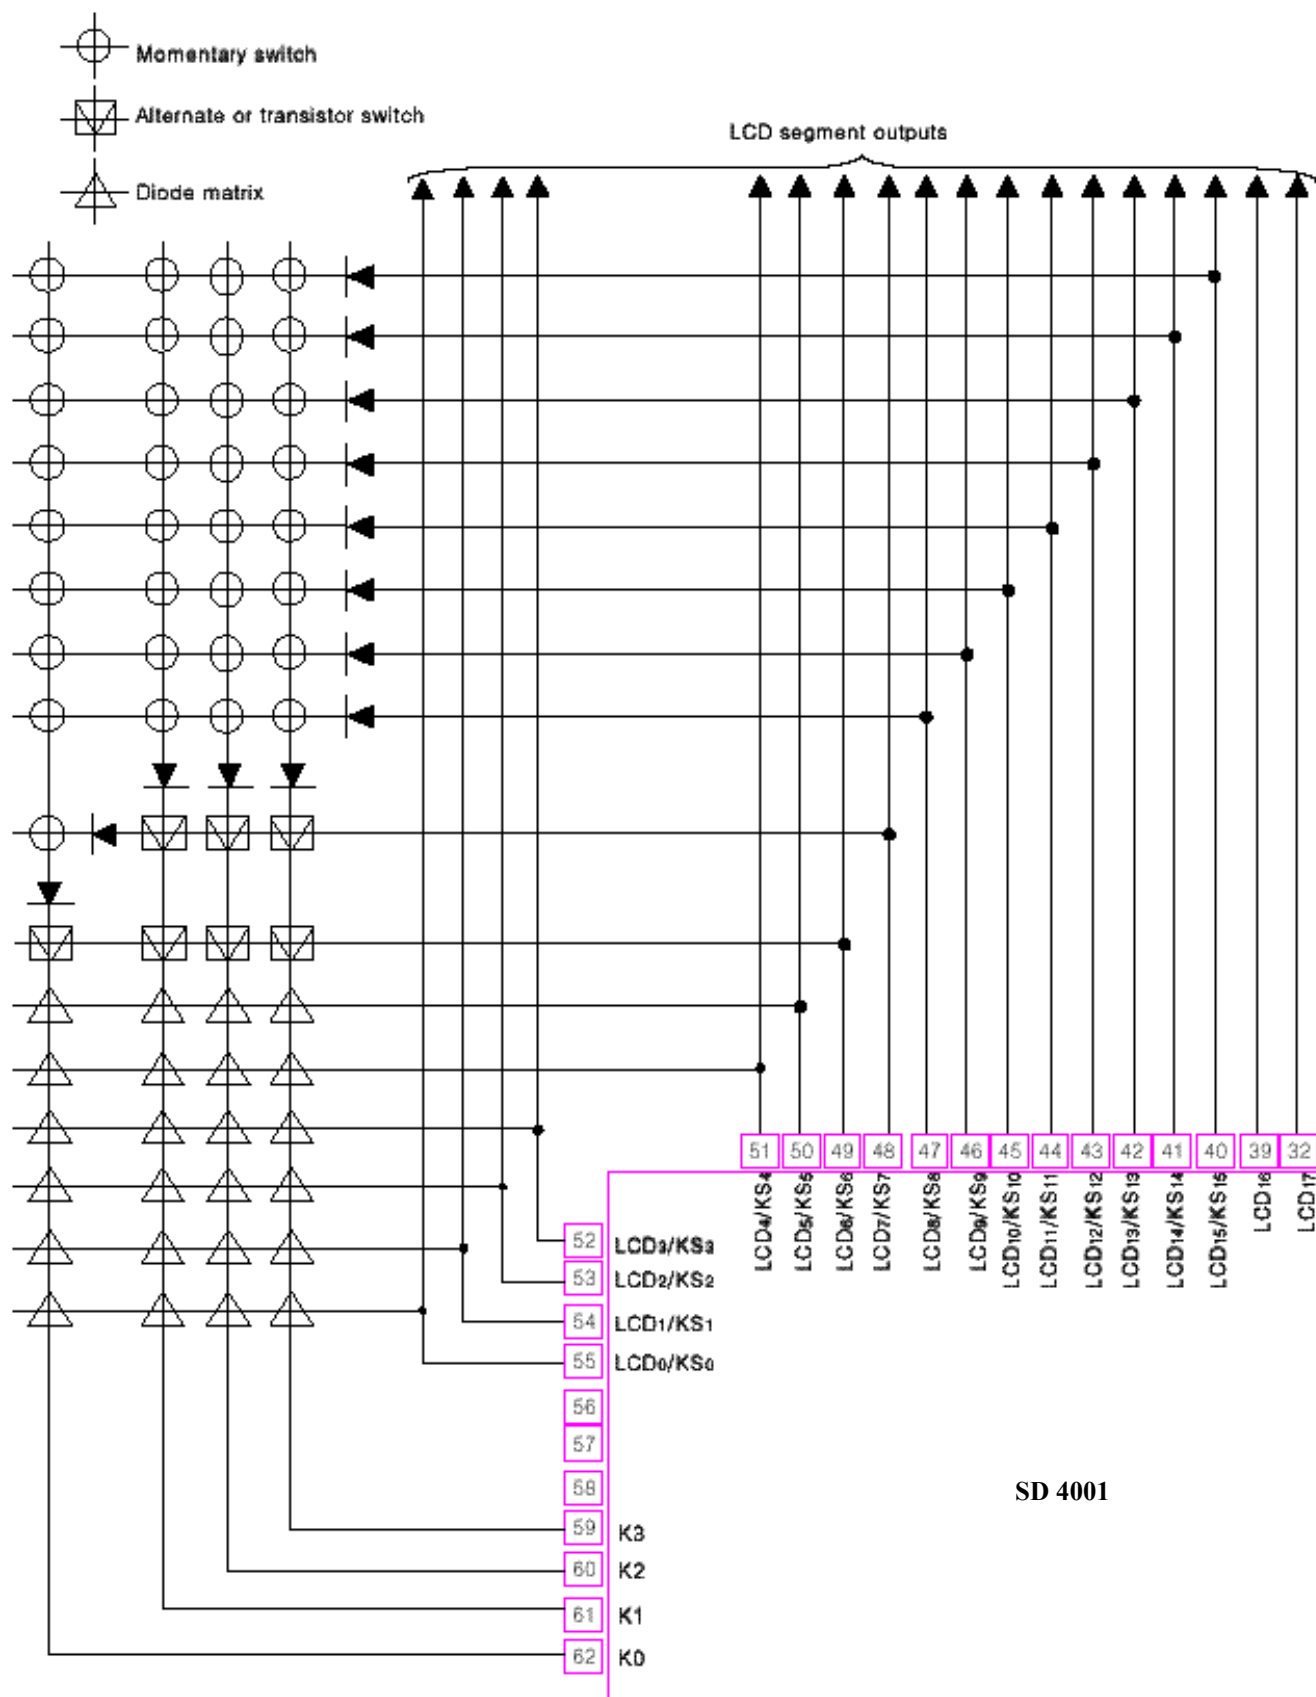 Momentary switch
Alternate or transistor switch
Diode matrix
LCD segment outputs
51 50 49 48 47 46 45 44 43 42 41 40 39 32
LCD4/KS4
LCD5/KS5
LCD6/KS6
LCD7/KS7
LCD8/KS8
LCD9/KS9
LCD10/KS10
LCD11/KS11
LCD12/KS12
LCD13/KS13
LCD14/KS14
LCD15/KS15
LCD16
LCD17
52 LCD3/KS3
53 LCD2/KS2
54 LCD1/KS1
55 LCD0/KS0
56
57
58
SD 4001
59 K3
60 K2
61 K1
62 K0